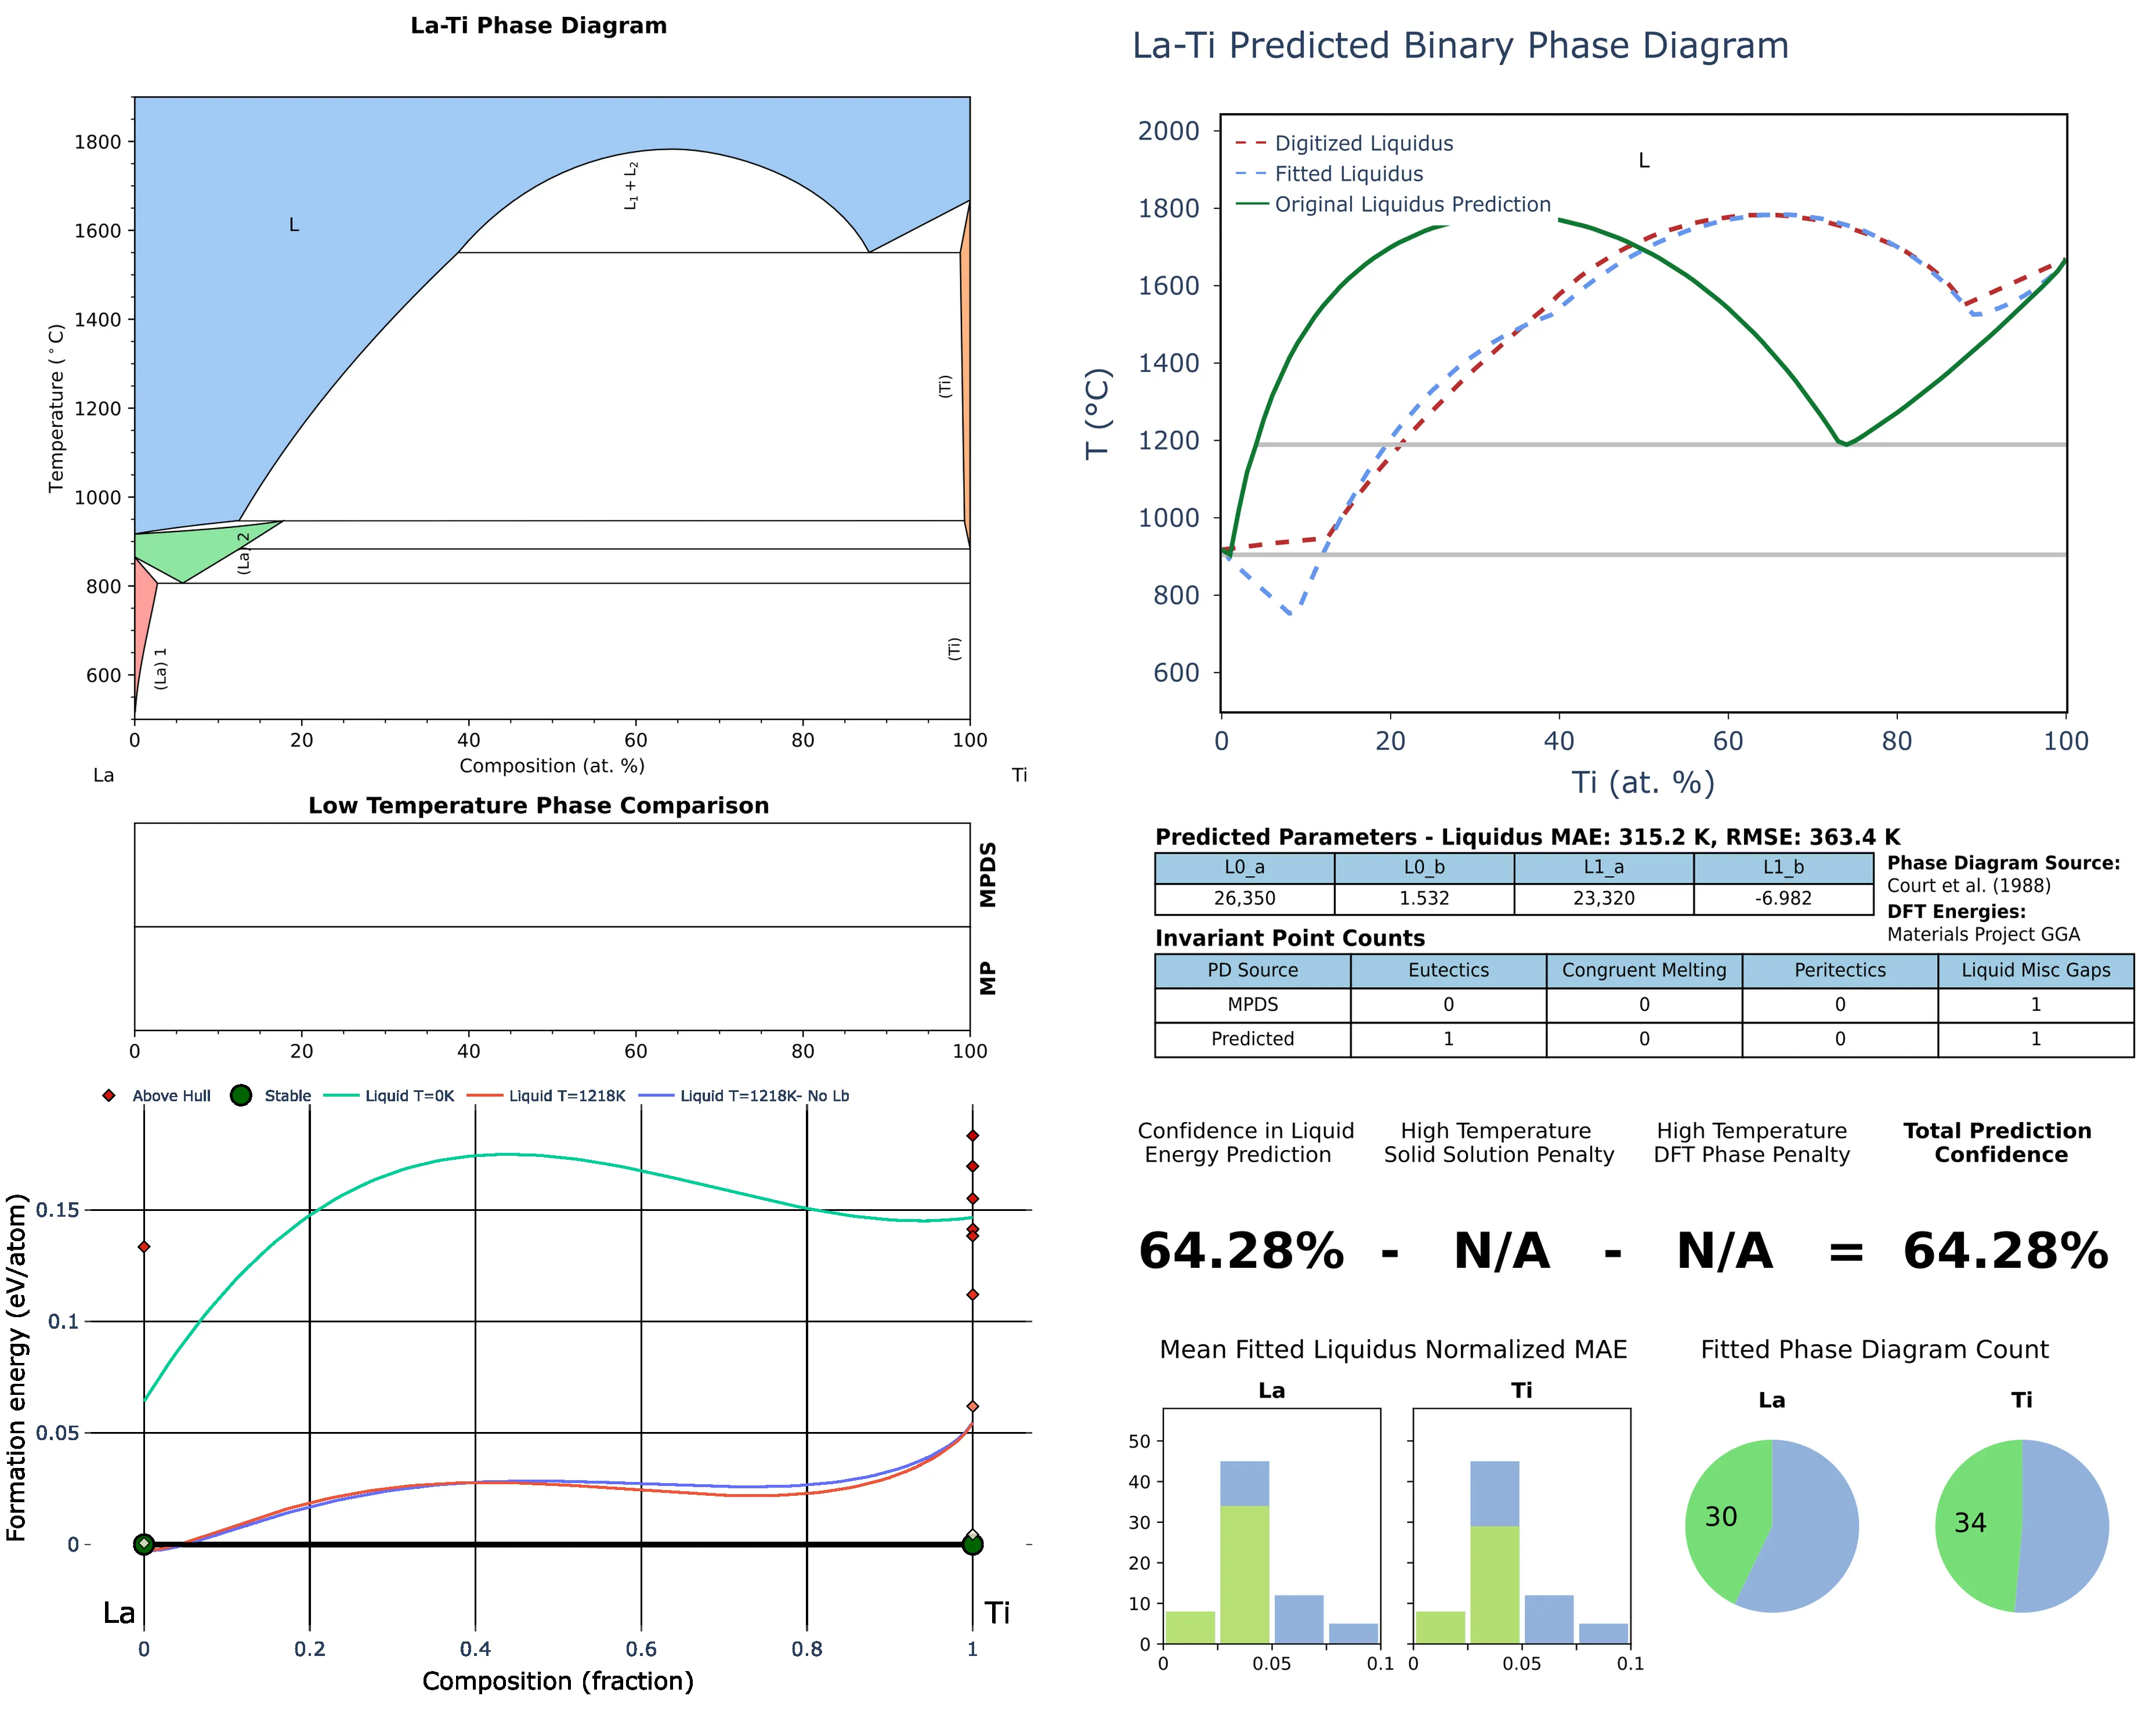 La-Ti Phase Diagram
Temperature (°C)
1800
1600
1400
1200
1000
800
600
L
L1 + L2
(Ti)
(La) 2
(La) 1
(Ti)
0 20 40 60 80 100
Composition (at. %)
La Ti
Low Temperature Phase Comparison
MPDS
MP
0 20 40 60 80 100
Above Hull Stable Liquid T=0K Liquid T=1218K Liquid T=1218K- No Lb
Formation energy (eV/atom)
0.15
0.1
0.05
0
La Ti
0 0.2 0.4 0.6 0.8 1
Composition (fraction)
La-Ti Predicted Binary Phase Diagram
Digitized Liquidus
Fitted Liquidus
Original Liquidus Prediction
L
T (°C)
2000
1800
1600
1400
1200
1000
800
600
0 20 40 60 80 100
Ti (at. %)
Predicted Parameters - Liquidus MAE: 315.2 K, RMSE: 363.4 K
L0_a L0_b L1_a L1_b
26,350 1.532 23,320 -6.982
Phase Diagram Source:
Court et al. (1988)
DFT Energies:
Materials Project GGA
Invariant Point Counts
PD Source Eutectics Congruent Melting Peritectics Liquid Misc Gaps
MPDS 0 0 0 1
Predicted 1 0 0 1
Confidence in Liquid
Energy Prediction
High Temperature
Solid Solution Penalty
High Temperature
DFT Phase Penalty
Total Prediction
Confidence
64.28% - N/A - N/A = 64.28%
Mean Fitted Liquidus Normalized MAE
La Ti
50
40
30
20
10
0
0 0.05 0.1 0 0.05 0.1
Fitted Phase Diagram Count
La Ti
30 34